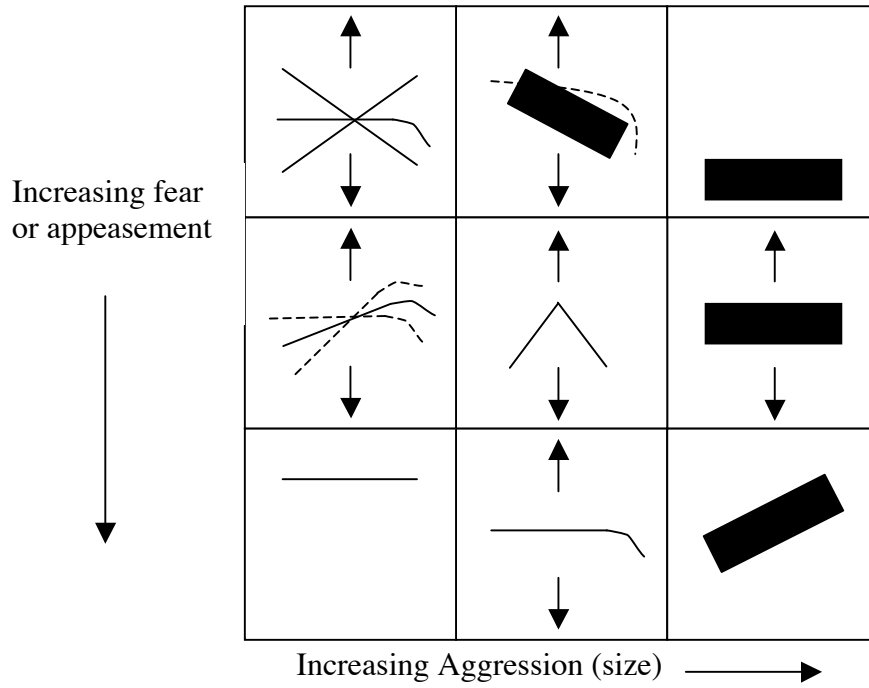 Increasing fear
or appeasement
Increasing Aggression (size)